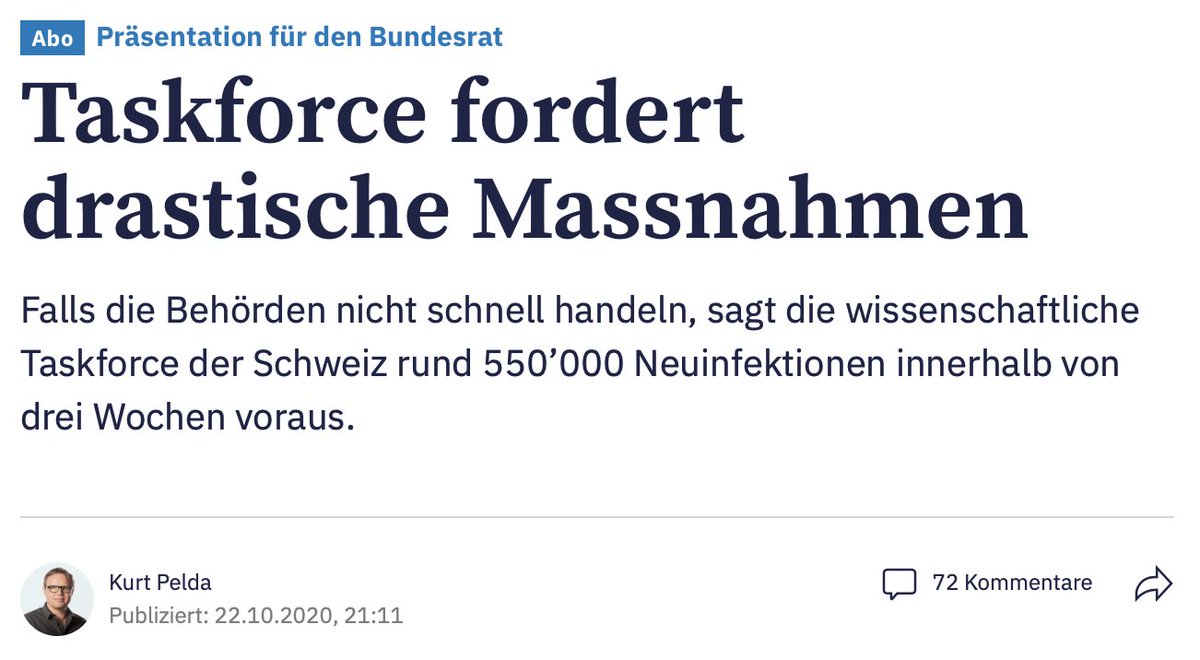 Abo Präsentation für den Bundesrat
Taskforce fordert
drastische Massnahmen
Falls die Behörden nicht schnell handeln, sagt die wissenschaftliche
Taskforce der Schweiz rund 550’000 Neuinfektionen innerhalb von
drei Wochen voraus.
Kurt Pelda
72 Kommentare
Publiziert: 22.10.2020, 21:11